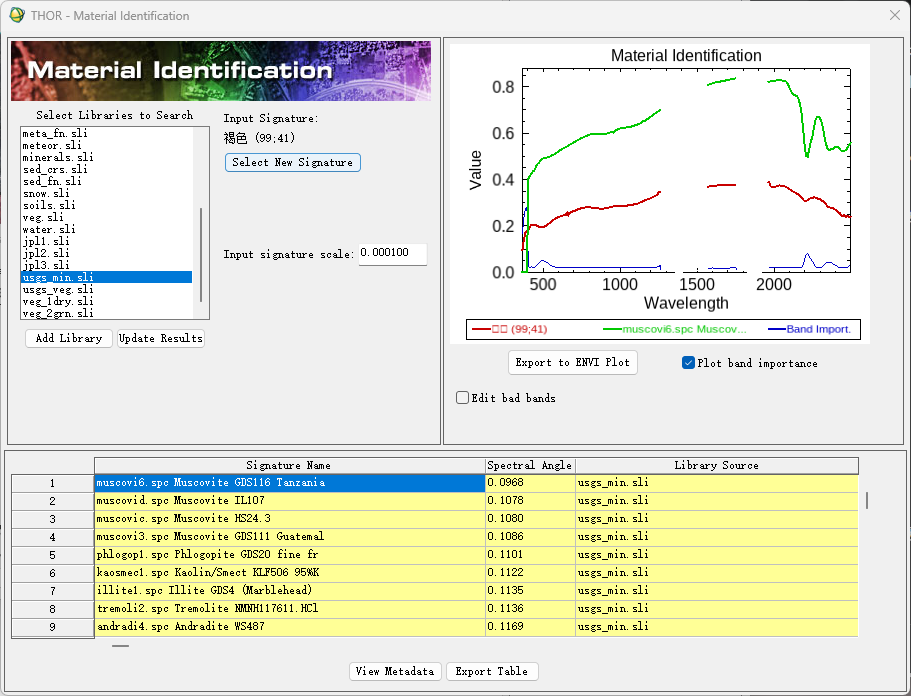 THOR - Material Identification
Material Identification
Select Libraries to Search
meta_fn.sli
meteor.sli
minerals.sli
sed_crs.sli
sed_fn.sli
snow.sli
soils.sli
veg.sli
water.sli
jpl1.sli
jpl2.sli
jpl3.sli
usgs_min.sli
usgs_veg.sli
veg_1dry.sli
veg_2grn.sli
Add Library
Update Results
Input Signature:
褐色 (99;41)
Select New Signature
Input signature scale: 0.000100
Material Identification
Value
0.8
0.6
0.4
0.2
0.0
500 1000 1500 2000
Wavelength
□□ (99;41) muscovi6.spc Muscov... Band Import.
Export to ENVI Plot
Plot band importance
Edit bad bands
Signature Name Spectral Angle Library Source
1 muscovi6.spc Muscovite GDS116 Tanzania 0.0968 usgs_min.sli
2 muscovid.spc Muscovite IL107 0.1078 usgs_min.sli
3 muscovic.spc Muscovite HS24.3 0.1080 usgs_min.sli
4 muscovi3.spc Muscovite GDS111 Guatemal 0.1086 usgs_min.sli
5 phlogop1.spc Phlogopite GDS20 fine fr 0.1101 usgs_min.sli
6 kaosmec1.spc Kaolin/Smect KLF506 95%K 0.1122 usgs_min.sli
7 illite1.spc Illite GDS4 (Marblehead) 0.1135 usgs_min.sli
8 tremoli2.spc Tremolite NMNH117611.HCl 0.1136 usgs_min.sli
9 andradi4.spc Andradite WS487 0.1169 usgs_min.sli
View Metadata
Export Table